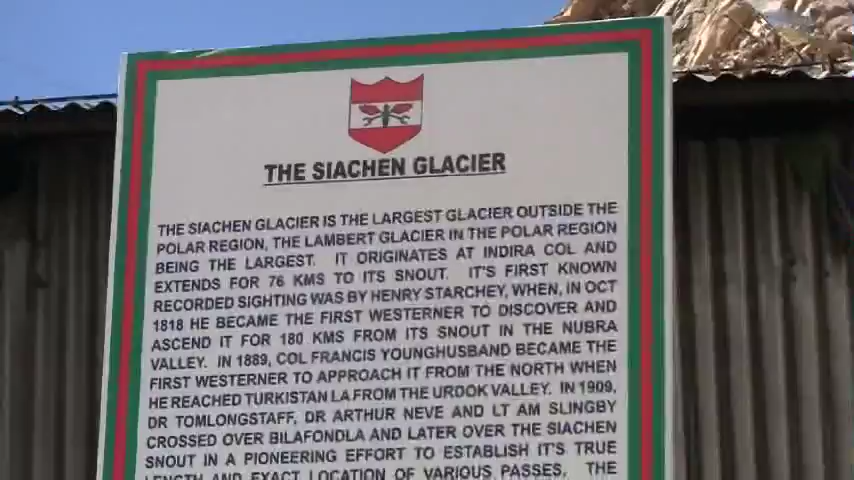 THE SIACHEN GLACIER
THE SIACHEN GLACIER IS THE LARGEST GLACIER OUTSIDE THE
POLAR REGION, THE LAMBERT GLACIER IN THE POLAR REGION
BEING THE LARGEST. IT ORIGINATES AT INDIRA COL AND
EXTENDS FOR 76 KMS TO ITS SNOUT. IT'S FIRST KNOWN
RECORDED SIGHTING WAS BY HENRY STARCHEY, WHEN, IN OCT
1818 HE BECAME THE FIRST WESTERNER TO DISCOVER AND
ASCEND IT FOR 180 KMS FROM ITS SNOUT IN THE NUBRA
VALLEY. IN 1889, COL FRANCIS YOUNGHUSBAND BECAME THE
FIRST WESTERNER TO APPROACH IT FROM THE NORTH WHEN
HE REACHED TURKISTAN LA FROM THE URDOK VALLEY. IN 1909,
DR TOMLONGSTAFF, DR ARTHUR NEVE AND LT AM SLINGBY
CROSSED OVER BILAFONDLA AND LATER OVER THE SIACHEN
SNOUT IN A PIONEERING EFFORT TO ESTABLISH IT'S TRUE
LENGTH AND EXACT LOCATION OF VARIOUS PASSES. THE